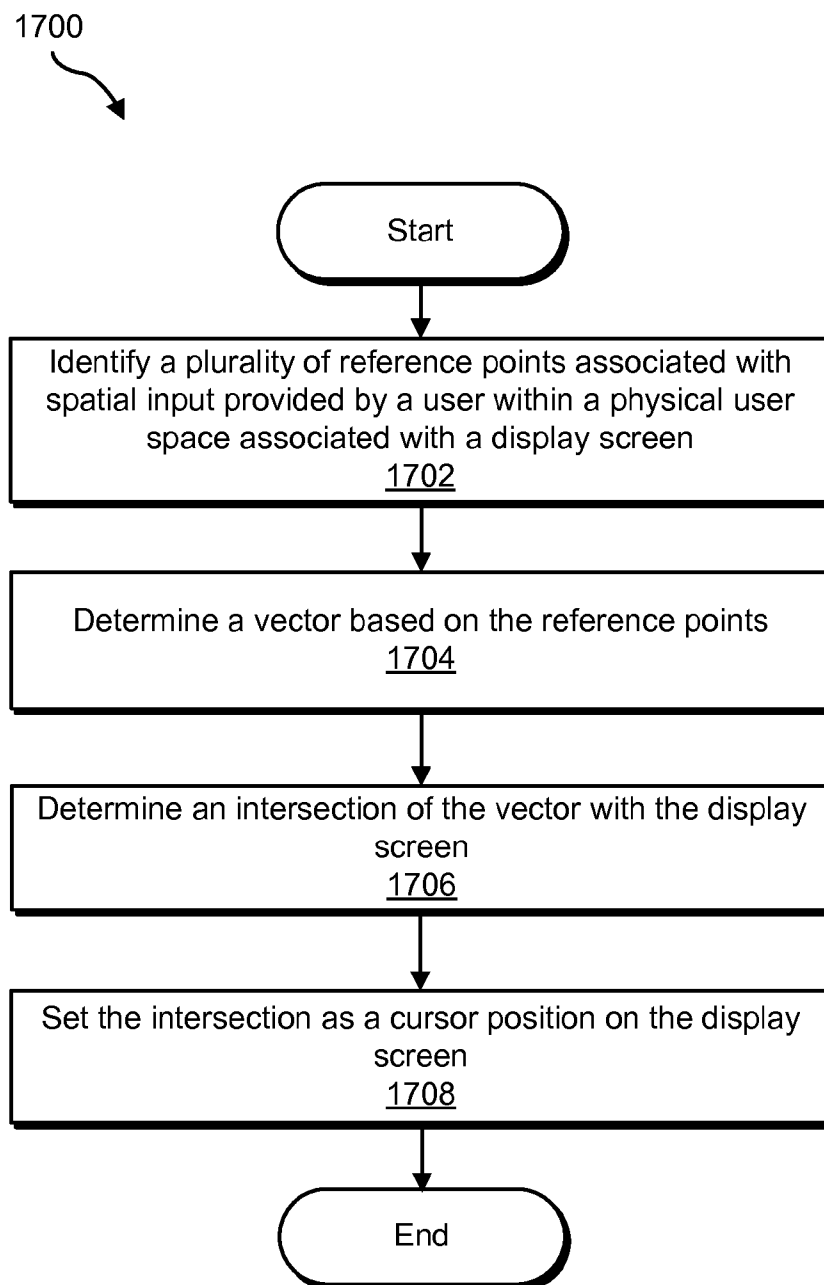 1700
Start
Identify a plurality of reference points associated with
spatial input provided by a user within a physical user
space associated with a display screen
1702
Determine a vector based on the reference points
1704
Determine an intersection of the vector with the display
screen
1706
Set the intersection as a cursor position on the display
screen
1708
End